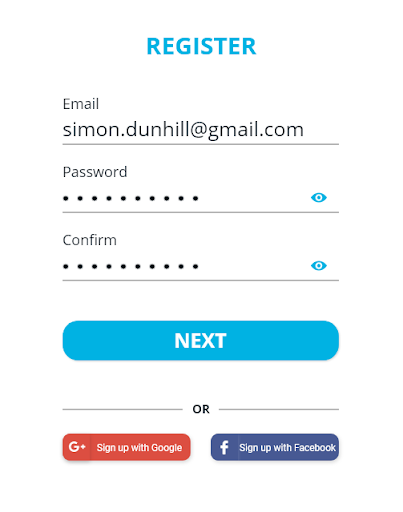 REGISTER
Email
simon.dunhill@gmail.com
Password
••••••••••
Confirm
••••••••••
NEXT
OR
G+ Sign up with Google
f Sign up with Facebook